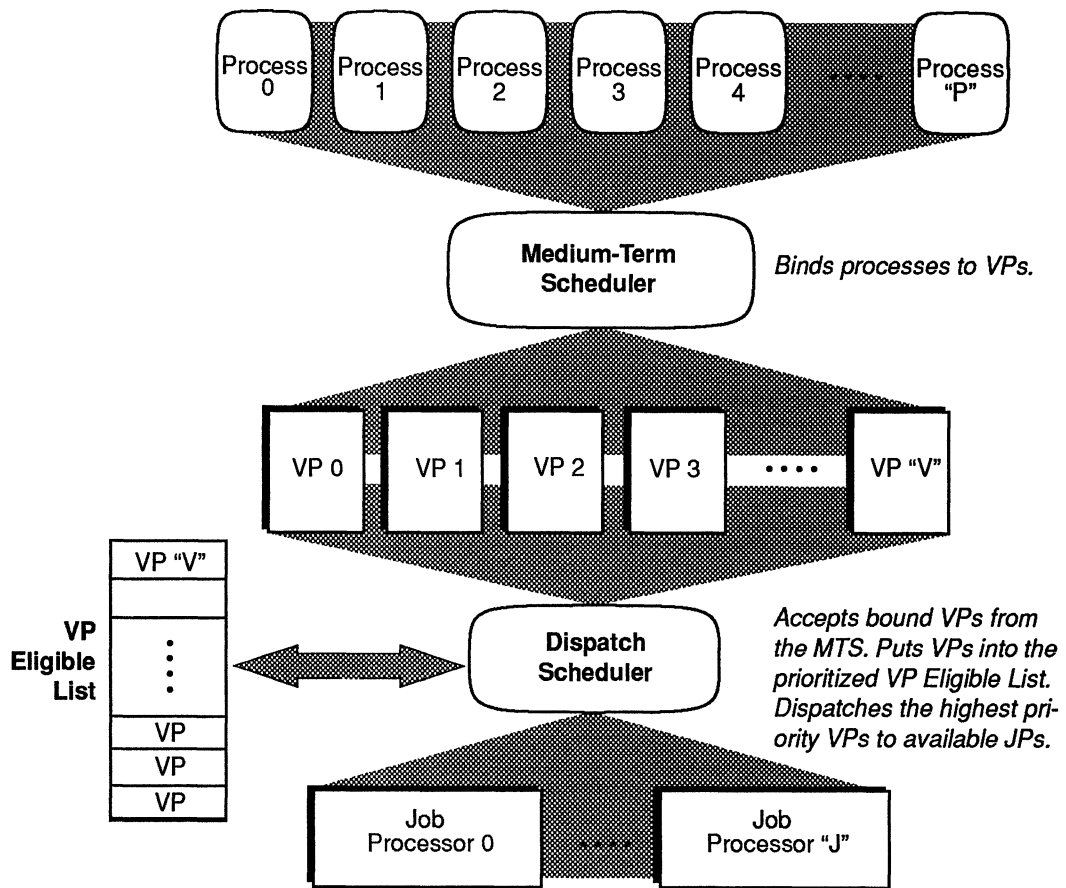 Process 0
Process 1
Process 2
Process 3
Process 4
....
Process "P"
Medium-Term
Scheduler
Binds processes to VPs.
VP 0
VP 1
VP 2
VP 3
....
VP "V"
VP "V"
VP
Eligible
List
VP
VP
VP
Dispatch
Scheduler
Accepts bound VPs from
the MTS. Puts VPs into the
prioritized VP Eligible List.
Dispatches the highest pri-
ority VPs to available JPs.
Job
Processor 0
....
Job
Processor "J"